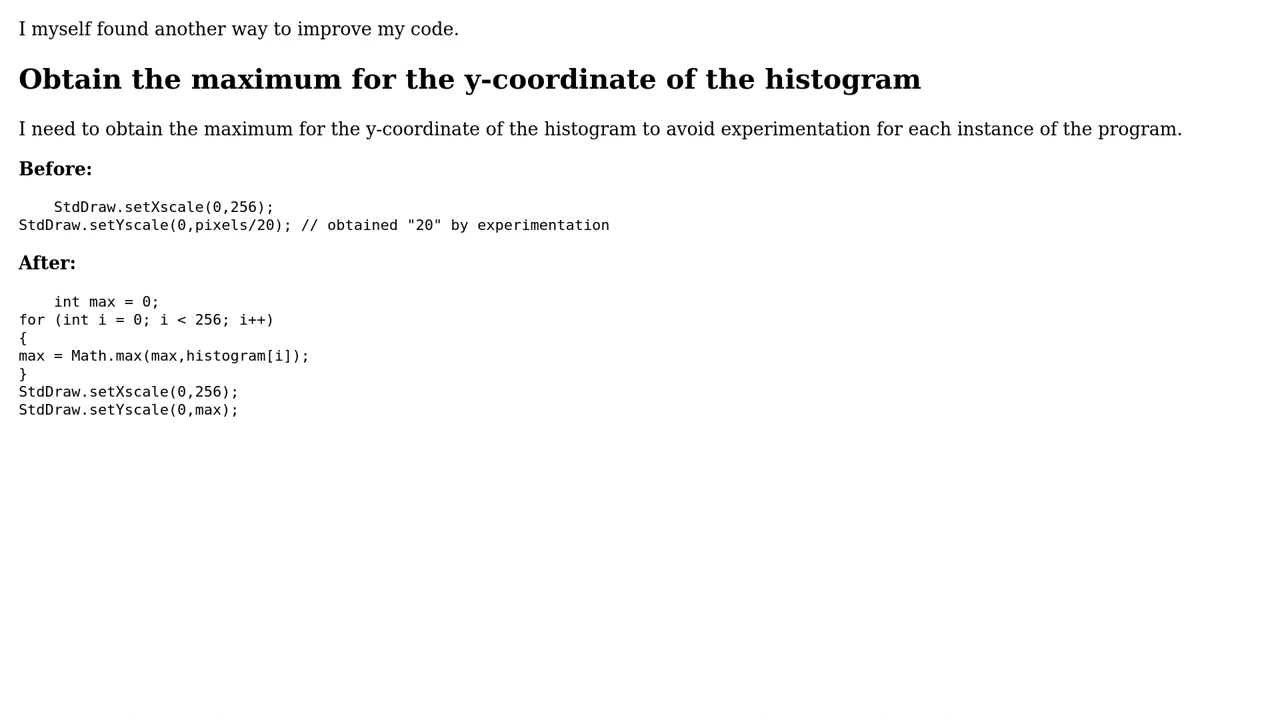 I myself found another way to improve my code.
Obtain the maximum for the y-coordinate of the histogram
I need to obtain the maximum for the y-coordinate of the histogram to avoid experimentation for each instance of the program.
Before:
    StdDraw.setXscale(0,256);
StdDraw.setYscale(0,pixels/20); // obtained "20" by experimentation
After:
    int max = 0;
for (int i = 0; i < 256; i++)
{
max = Math.max(max,histogram[i]);
}
StdDraw.setXscale(0,256);
StdDraw.setYscale(0,max);